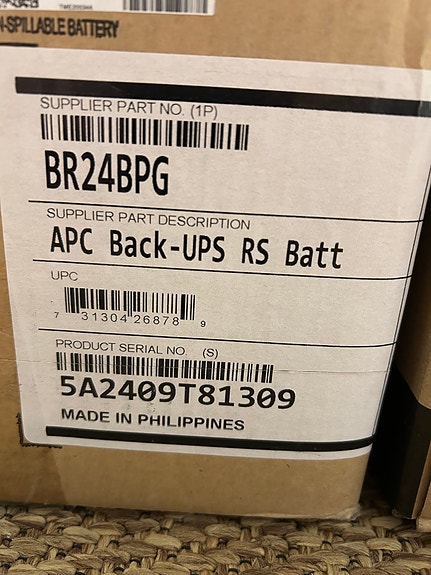 N-SPILLABLE BATTERY
SUPPLIER PART NO. (1P)
BR24BPG
SUPPLIER PART DESCRIPTION
APC Back-UPS RS Batt
UPC
7 31304 26878 9
PRODUCT SERIAL NO. (S)
5A2409T81309
MADE IN PHILIPPINES